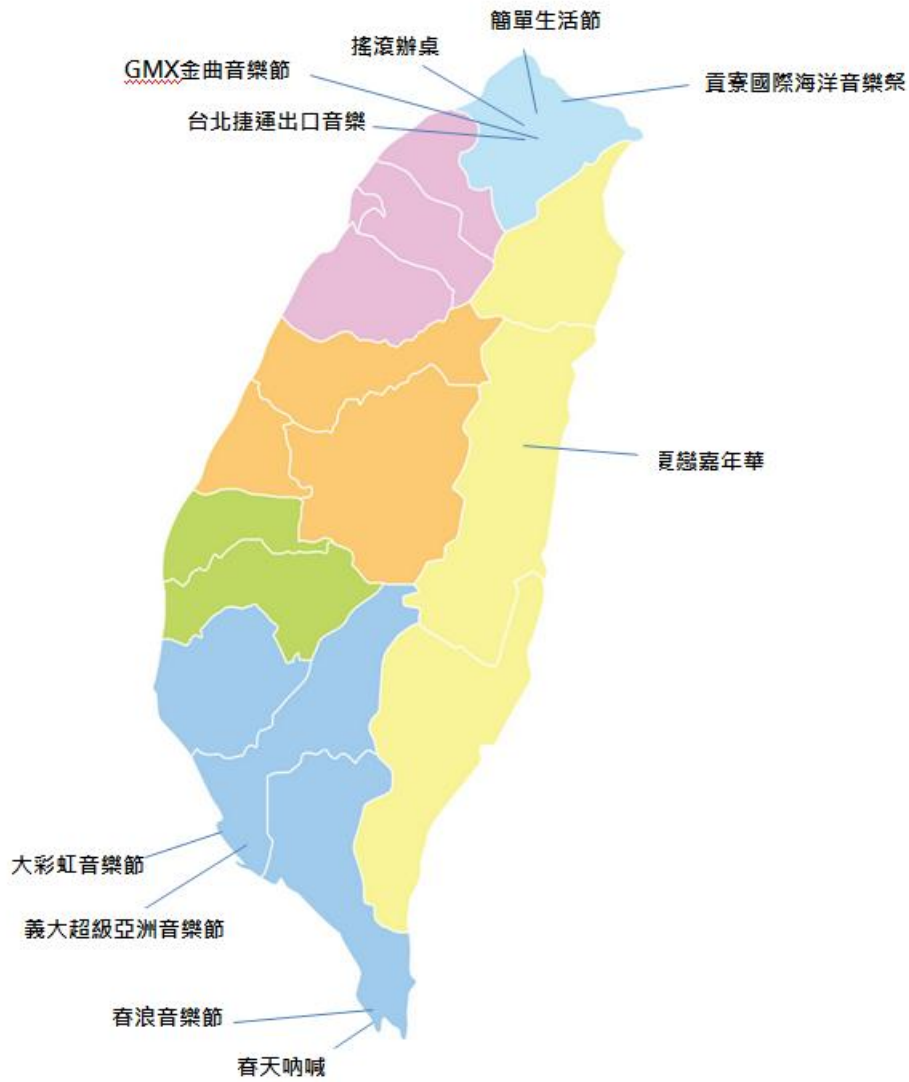 簡單生活節
搖滾辦桌
GMX金曲音樂節
貢寮國際海洋音樂祭
台北捷運出口音樂
夏戀嘉年華
大彩虹音樂節
義大超級亞洲音樂節
春浪音樂節
春天吶喊